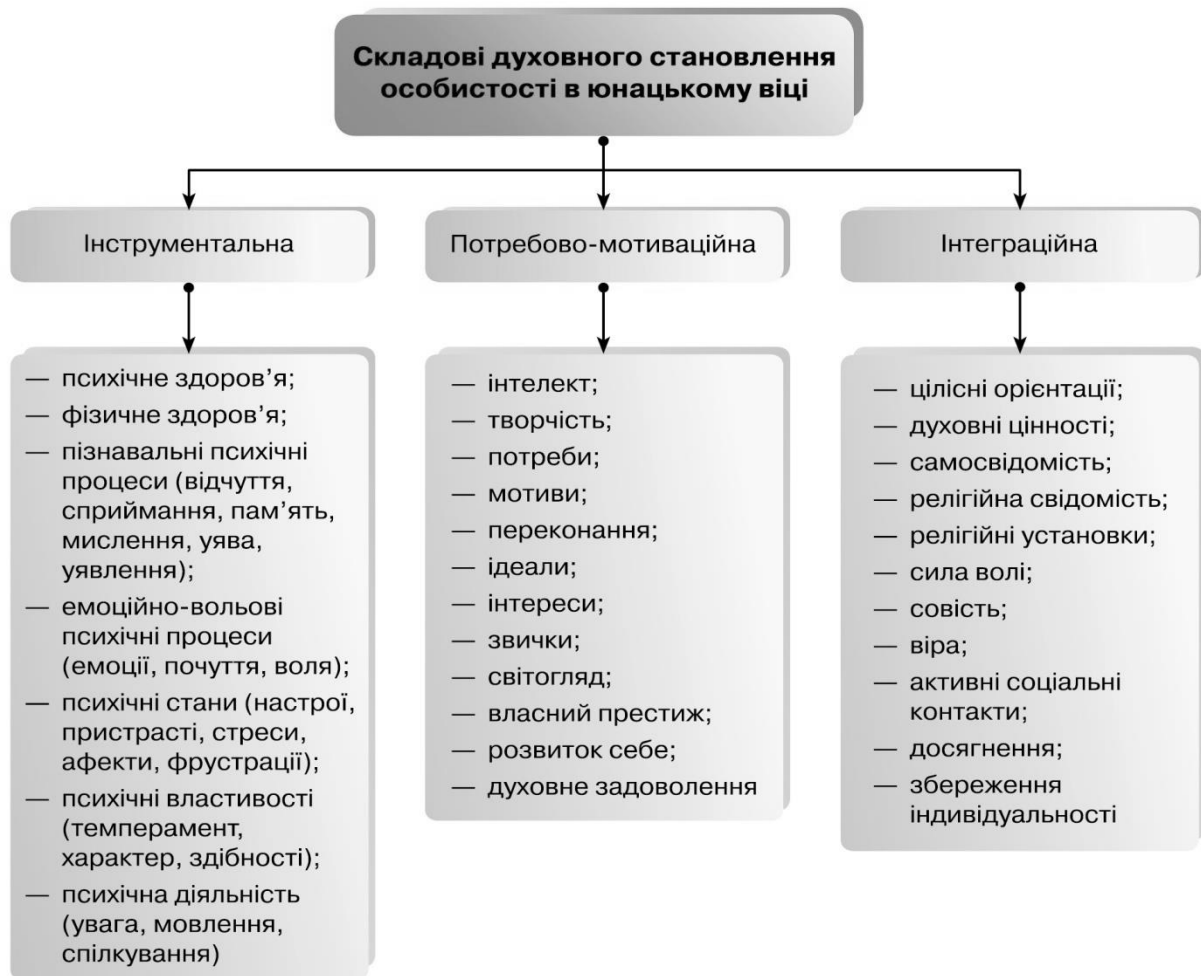 Складові духовного становлення
особистості в юнацькому віці
Інструментальна
Потребово-мотиваційна
Інтеграційна
— психічне здоров’я;
— фізичне здоров’я;
— пізнавальні психічні
процеси (відчуття,
сприймання, пам’ять,
мислення, уява,
уявлення);
— емоційно-вольові
психічні процеси
(емоції, почуття, воля);
— психічні стани (настрої,
пристрасті, стреси,
афекти, фрустрації);
— психічні властивості
(темперамент,
характер, здібності);
— психічна діяльність
(увага, мовлення,
спілкування)
— інтелект;
— творчість;
— потреби;
— мотиви;
— переконання;
— ідеали;
— інтереси;
— звички;
— світогляд;
— власний престиж;
— розвиток себе;
— духовне задоволення
— цілісні орієнтації;
— духовні цінності;
— самосвідомість;
— релігійна свідомість;
— релігійні установки;
— сила волі;
— совість;
— віра;
— активні соціальні
контакти;
— досягнення;
— збереження
індивідуальності